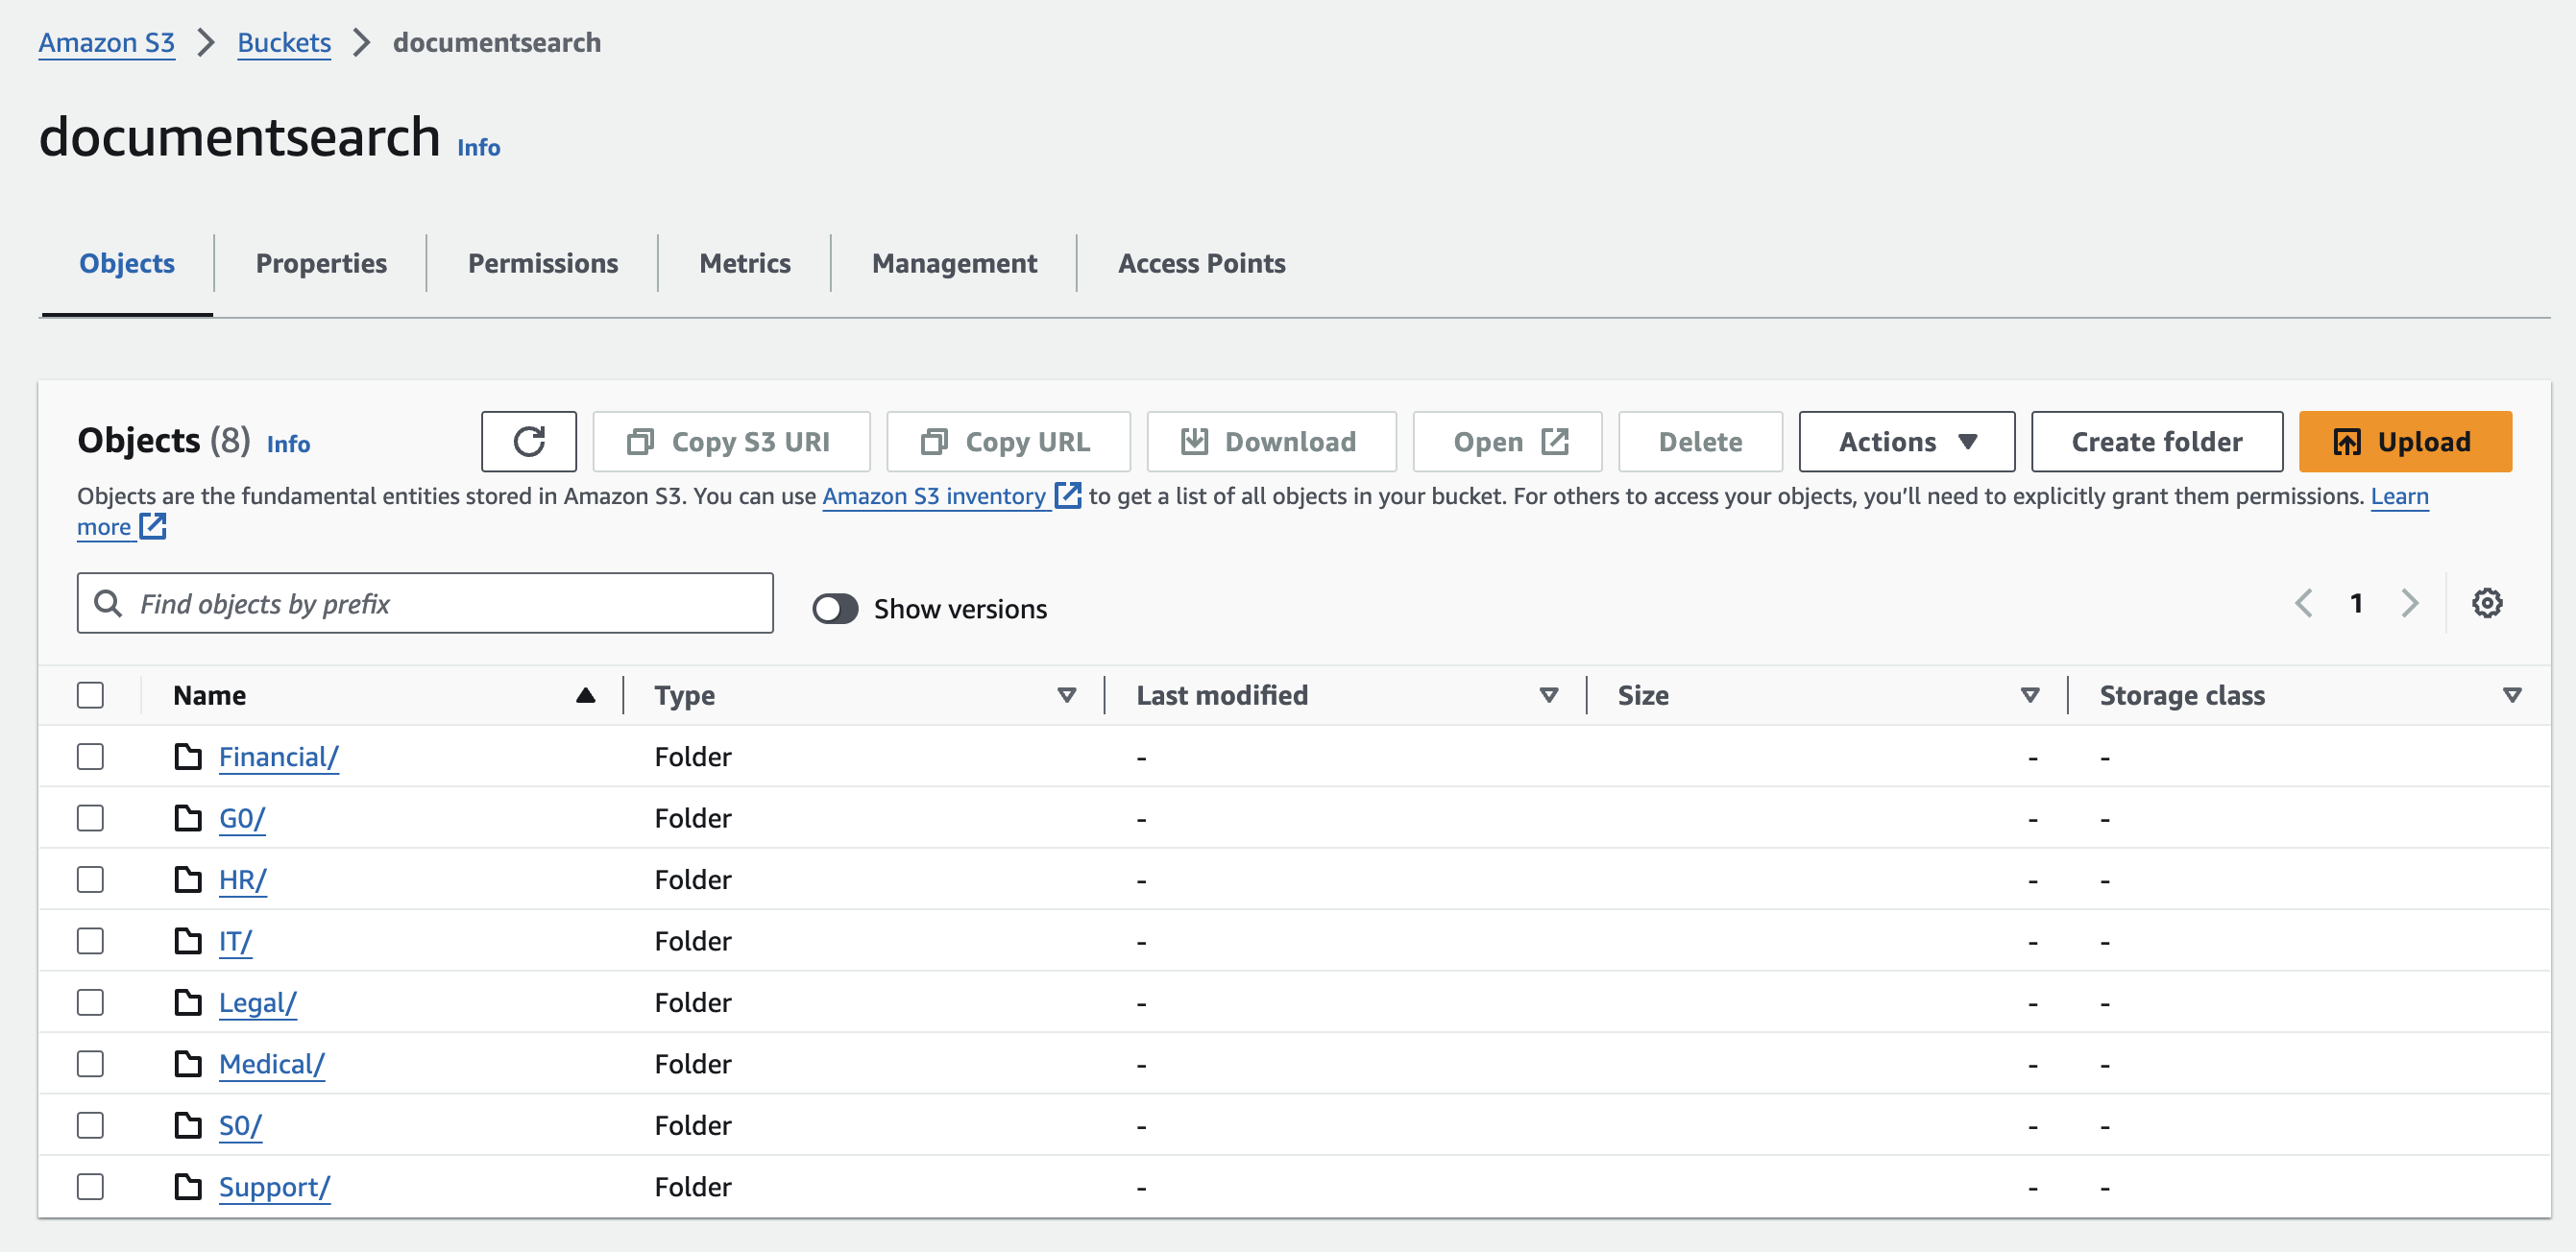 Amazon S3 > Buckets > documentsearch
documentsearch Info
Objects Properties Permissions Metrics Management Access Points
Objects (8) Info Copy S3 URI Copy URL Download Open Delete Actions Create folder Upload
Objects are the fundamental entities stored in Amazon S3. You can use Amazon S3 inventory to get a list of all objects in your bucket. For others to access your objects, you'll need to explicitly grant them permissions. Learn
more
Find objects by prefix Show versions 1
Name Type Last modified Size Storage class
Financial/ Folder - - -
G0/ Folder - - -
HR/ Folder - - -
IT/ Folder - - -
Legal/ Folder - - -
Medical/ Folder - - -
S0/ Folder - - -
Support/ Folder - - -